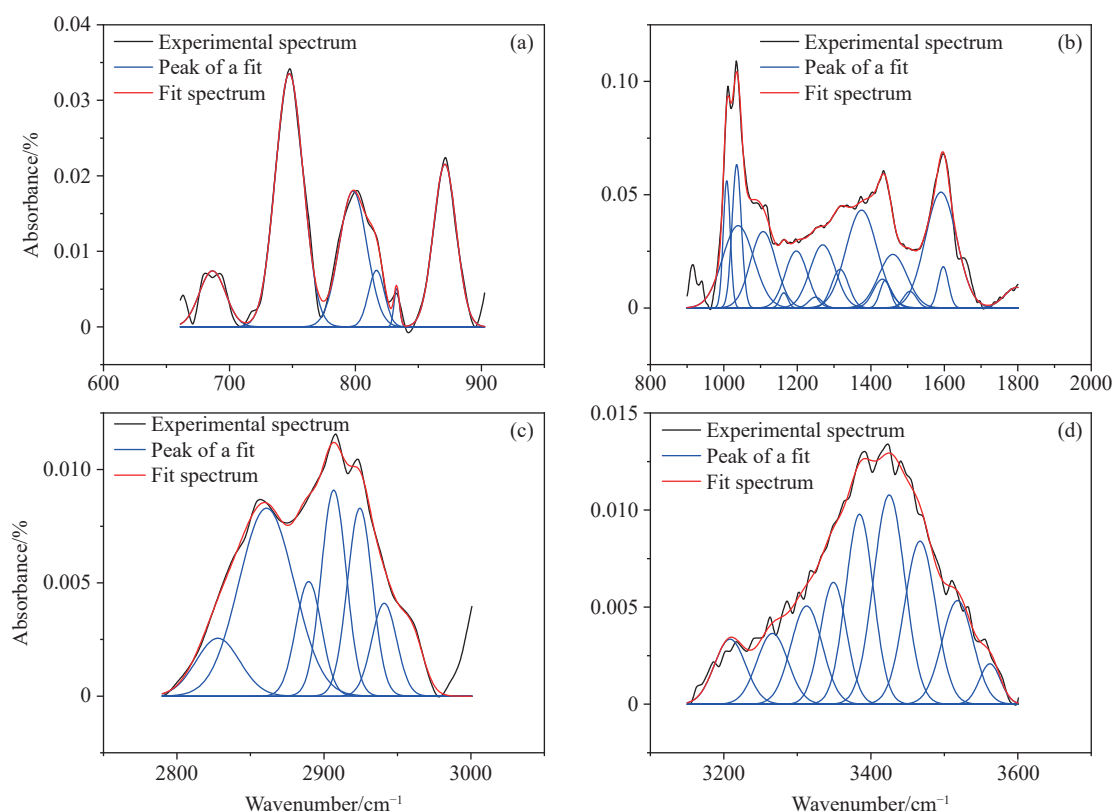 0.04
0.03
0.02
0.01
0
Absorbance/%
Experimental spectrum
Peak of a fit
Fit spectrum
(a)
600 700 800 900
0.10
0.05
0
Experimental spectrum
Peak of a fit
Fit spectrum
(b)
800 1000 1200 1400 1600 1800 2000
0.010
0.005
0
Absorbance/%
Experimental spectrum
Peak of a fit
Fit spectrum
(c)
2800 2900 3000
Wavenumber/cm⁻¹
0.015
0.010
0.005
0
Experimental spectrum
Peak of a fit
Fit spectrum
(d)
3200 3400 3600
Wavenumber/cm⁻¹